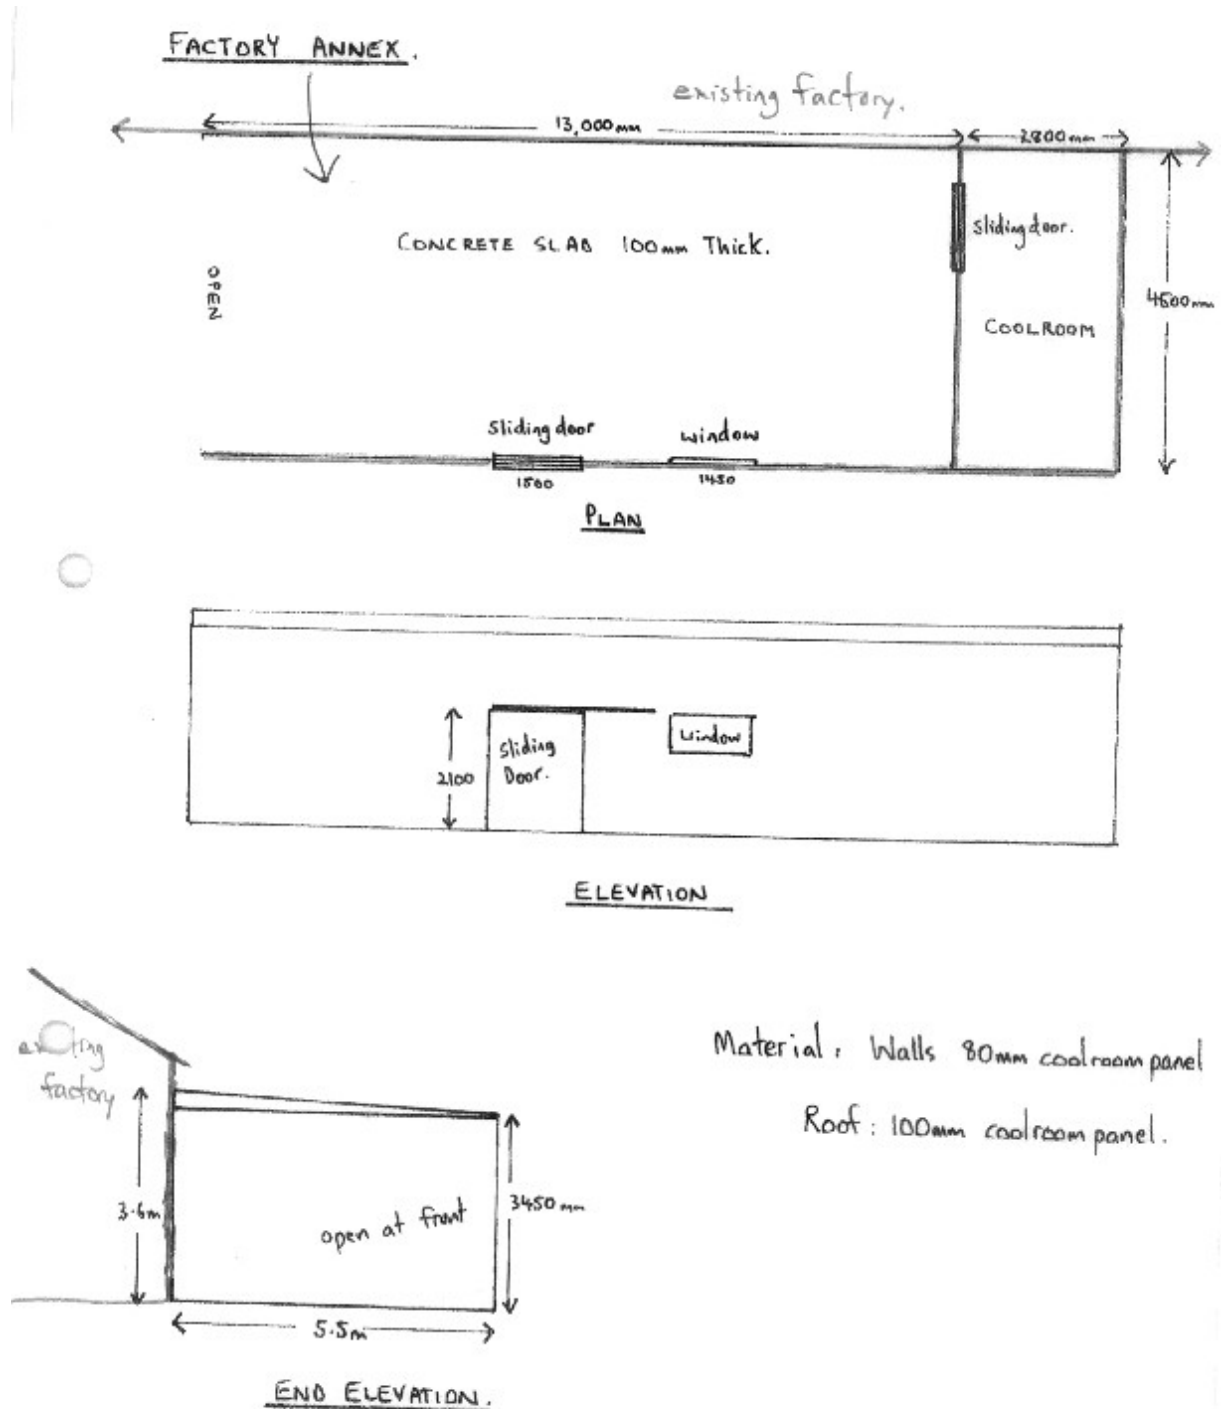 FACTORY ANNEX.
existing factory.
13,000mm
2800mm
Sliding door.
CONCRETE SLAB 100mm Thick.
OPEN
4500mm
COOLROOM
Sliding door
window
1500
1450
PLAN
2100
Sliding
Door.
window
ELEVATION
existing
factory
Material: Walls 80mm coolroom panel
Roof: 100mm coolroom panel.
3.6m
open at front
3450mm
5.5m
END ELEVATION.